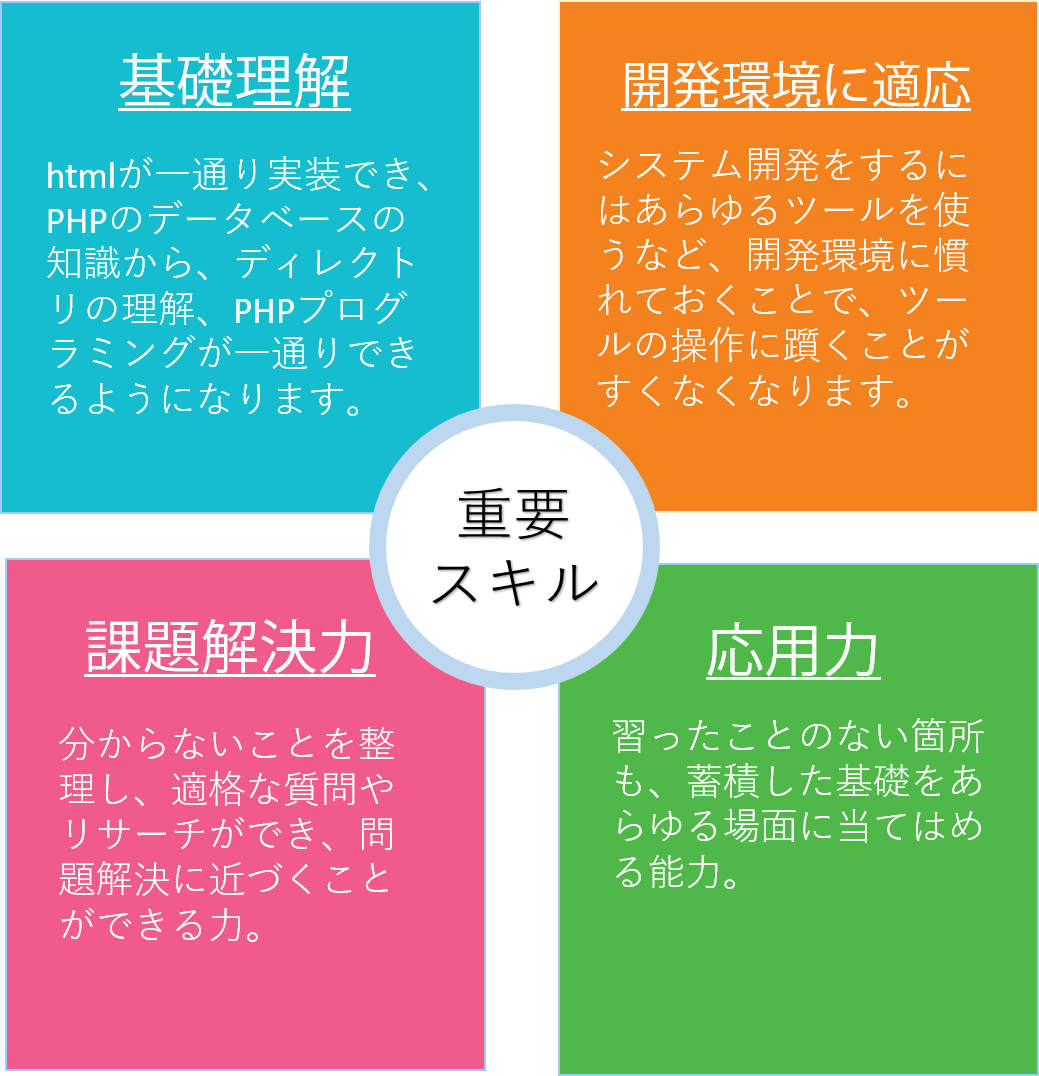 基礎理解
htmlが一通り実装でき、
PHPのデータベースの
知識から、ディレクト
リの理解、PHPプログ
ラミングが一通りでき
るようになります。
開発環境に適応
システム開発をするに
はあらゆるツールを使
うなど、開発環境に慣
れておくことで、ツー
ルの操作に躓くことが
すくなくなります。
重要
スキル
課題解決力
分からないことを整
理し、適格な質問や
リサーチができ、問
題解決に近づくこと
ができる力。
応用力
習ったことのない箇所
も、蓄積した基礎をあ
らゆる場面に当てはめ
る能力。